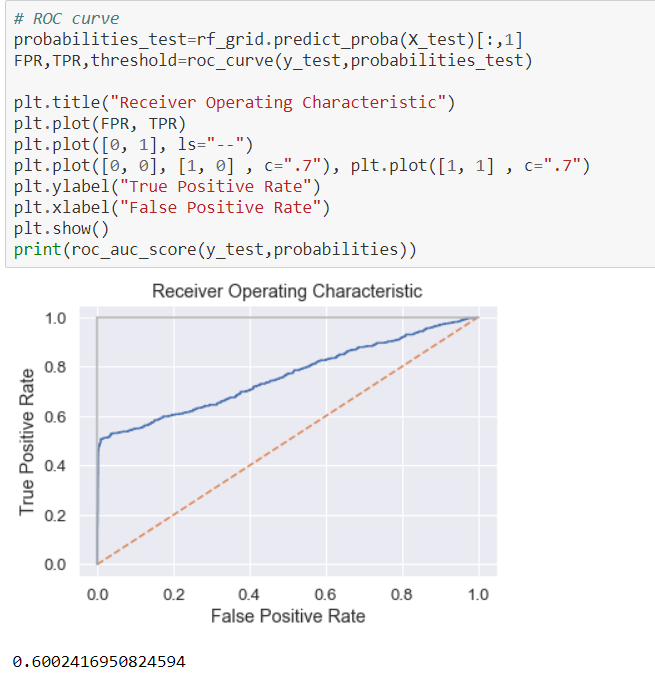 # ROC curve
probabilities_test=rf_grid.predict_proba(X_test)[:,1]
FPR,TPR,threshold=roc_curve(y_test,probabilities_test)
plt.title("Receiver Operating Characteristic")
plt.plot(FPR, TPR)
plt.plot([0, 1], ls="--")
plt.plot([0, 0], [1, 0] , c=".7"), plt.plot([1, 1] , c=".7")
plt.ylabel("True Positive Rate")
plt.xlabel("False Positive Rate")
plt.show()
print(roc_auc_score(y_test,probabilities))
Receiver Operating Characteristic
True Positive Rate
1.0
0.8
0.6
0.4
0.2
0.0
0.0 0.2 0.4 0.6 0.8 1.0
False Positive Rate
0.6002416950824594